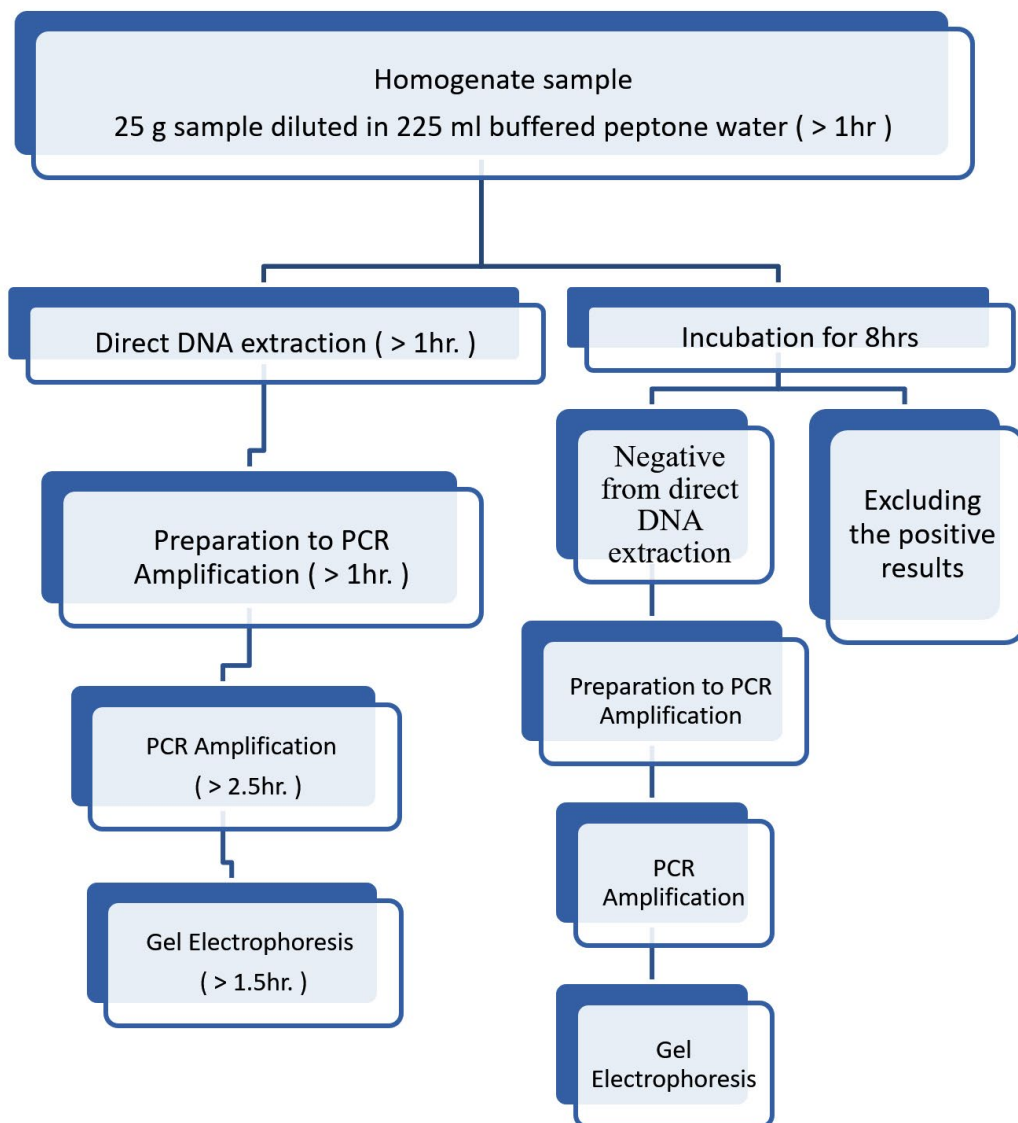 Homogenate sample
25 g sample diluted in 225 ml buffered peptone water ( > 1hr )
Direct DNA extraction ( > 1hr. )
Preparation to PCR
Amplification ( > 1hr. )
PCR Amplification
( > 2.5hr. )
Gel Electrophoresis
( > 1.5hr. )
Incubation for 8hrs
Negative
from direct
DNA
extraction
Preparation to PCR
Amplification
PCR
Amplification
Gel
Electrophoresis
Excluding
the positive
results